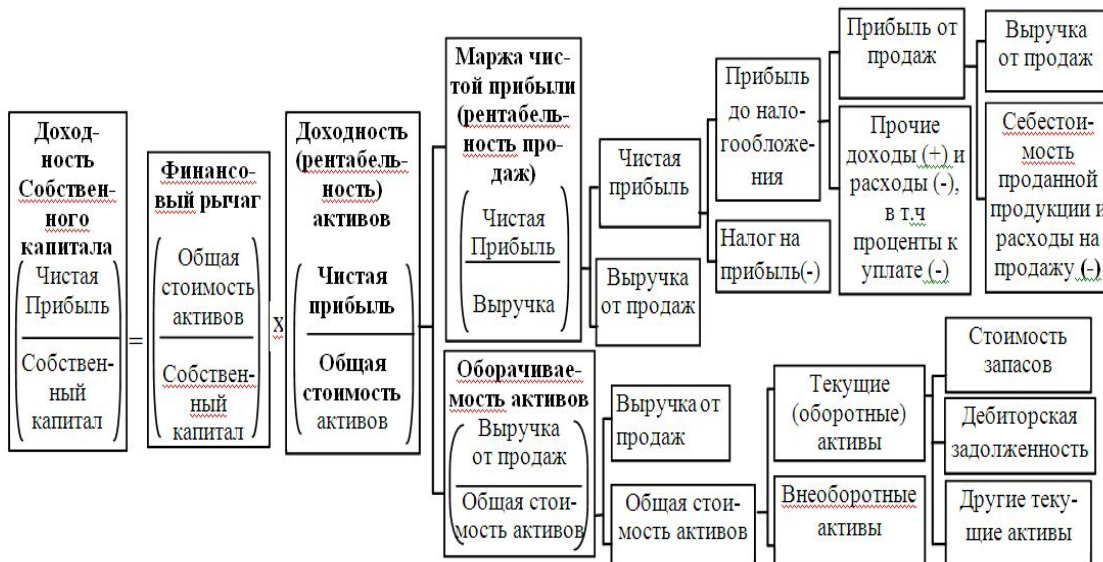 Доход-
ность
Собствен-
ного
капитала
Чистая
Прибыль
Собствен-
ный
капитал
=
Финансо-
вый рычаг
Общая
стоимость
активов
Собствен-
ный
капитал
х
Доходность
(рентабель-
ность)
активов
Чистая
прибыль
Общая
стоимость
активов
Маржа чис-
той прибыли
(рентабель-
ность про-
даж)
Чистая
Прибыль
Выручка
Оборачивае-
мость активов
Выручка
от продаж
Общая стои-
мость активов
Чистая
прибыль
Выручка
от продаж
Прибыль
до нало-
гообложе-
ния
Налог на
прибыль(-)
Прибыль от
продаж
Прочие
доходы (+) и
расходы (-),
в т.ч
проценты к
уплате (-)
Выручка
от продаж
Себестои-
мость
проданной
продукции и
расходы на
продажу (-)
Выручка от
продаж
Общая стои-
мость активов
Текущие
(оборотные)
активы
Внеоборотные
активы
Стоимость
запасов
Дебиторская
задолженность
Другие теку-
щие активы